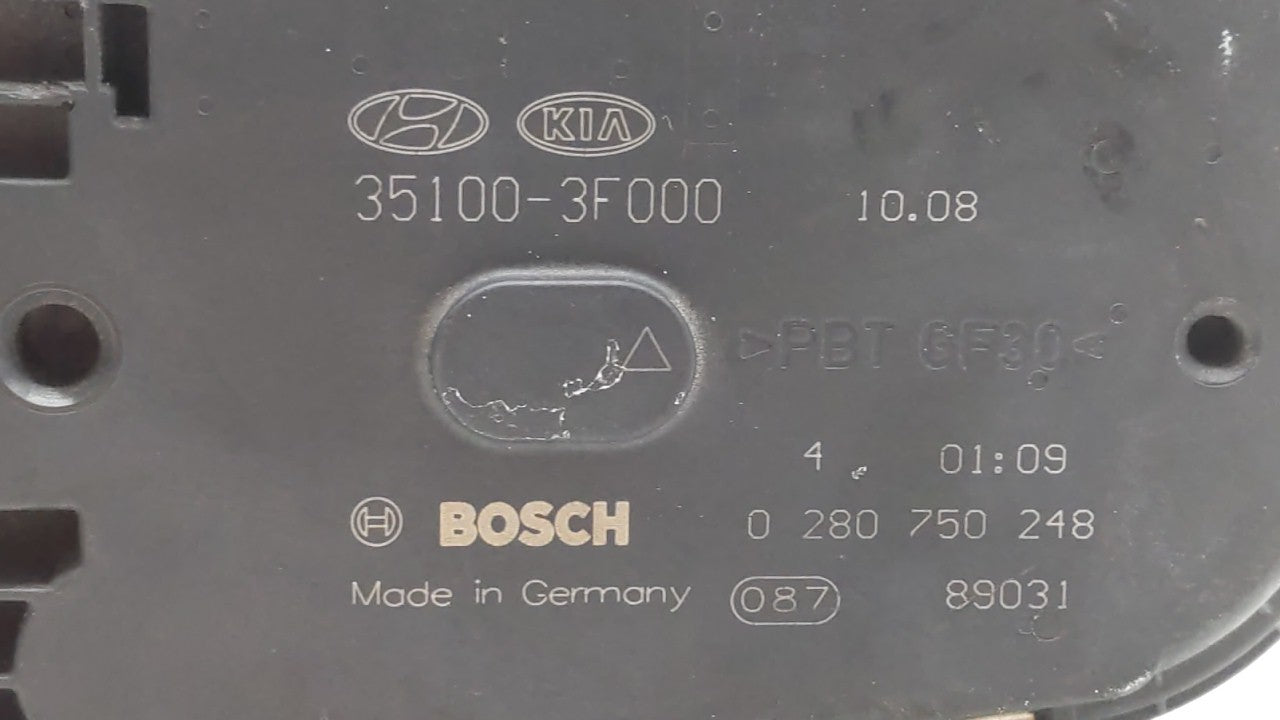 KIA
35100-3F000 10.08
>PBT GF30<
4 01:09
BOSCH 0 280 750 248
Made in Germany 087 89031